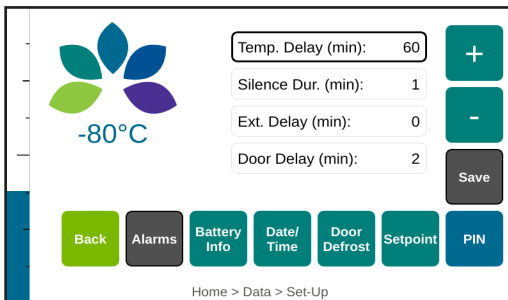 Temp. Delay (min): 60
+
Silence Dur. (min): 1
-80°C
Ext. Delay (min): 0
-
Door Delay (min): 2
Save
Back
Alarms
Battery
Info
Date/
Time
Door
Defrost
Setpoint
PIN
Home > Data > Set-Up